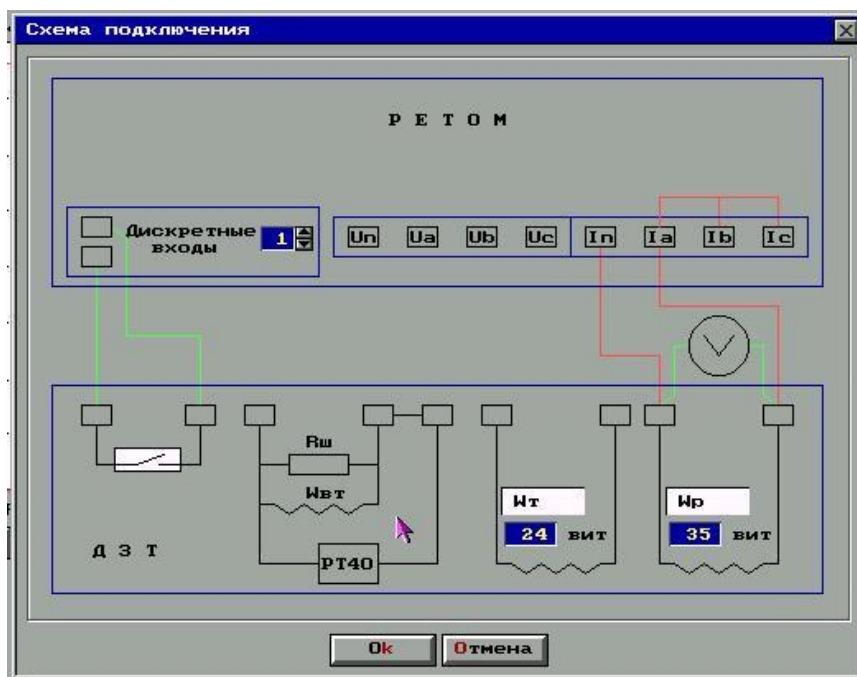 Схема подключения
Р Е Т О М
Дискретные
входы
1
Un Ua Ub Uc In Ia Ib Ic
V
Rш
Wвт
РТ40
Д З Т
Wт
24 вит
Wр
35 вит
Ok Отмена